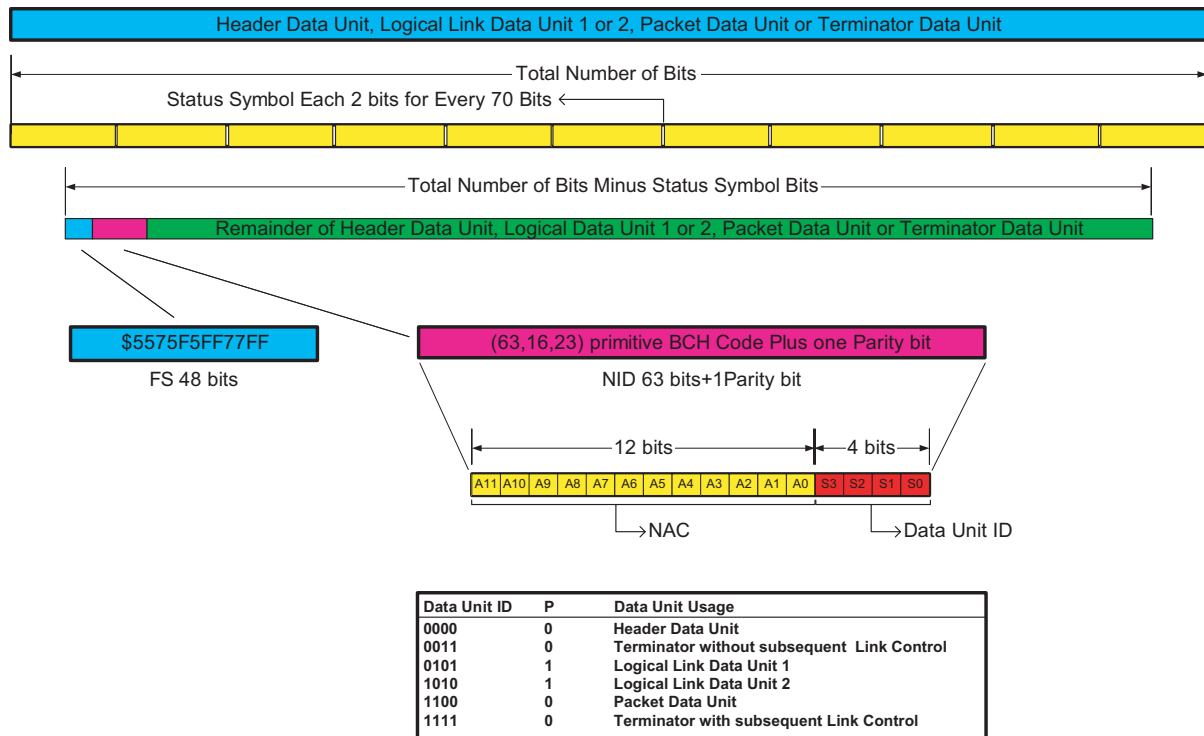 Header Data Unit, Logical Link Data Unit 1 or 2, Packet Data Unit or Terminator Data Unit
Total Number of Bits
Status Symbol Each 2 bits for Every 70 Bits
Total Number of Bits Minus Status Symbol Bits
Remainder of Header Data Unit, Logical Data Unit 1 or 2, Packet Data Unit or Terminator Data Unit
$5575F5FF77FF
(63,16,23) primitive BCH Code Plus one Parity bit
FS 48 bits
NID 63 bits+1Parity bit
12 bits
4 bits
A11 A10 A9 A8 A7 A6 A5 A4 A3 A2 A1 A0 S3 S2 S1 S0
NAC
Data Unit ID
Data Unit ID P Data Unit Usage
0000 0 Header Data Unit
0011 0 Terminator without subsequent Link Control
0101 1 Logical Link Data Unit 1
1010 1 Logical Link Data Unit 2
1100 0 Packet Data Unit
1111 0 Terminator with subsequent Link Control